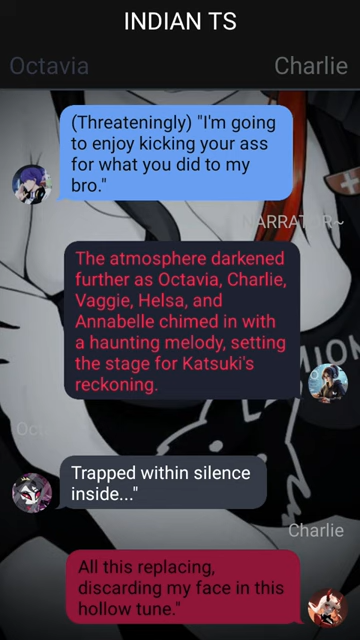 INDIAN TS
Octavia
Charlie
(Threateningly) "I'm going
to enjoy kicking your ass
for what you did to my
bro."
NARRATOR~
The atmosphere darkened
further as Octavia, Charlie,
Vaggie, Helsa, and
Annabelle chimed in with
a haunting melody, setting
the stage for Katsuki's
reckoning.
Trapped within silence
inside..."
Charlie
All this replacing,
discarding my face in this
hollow tune."